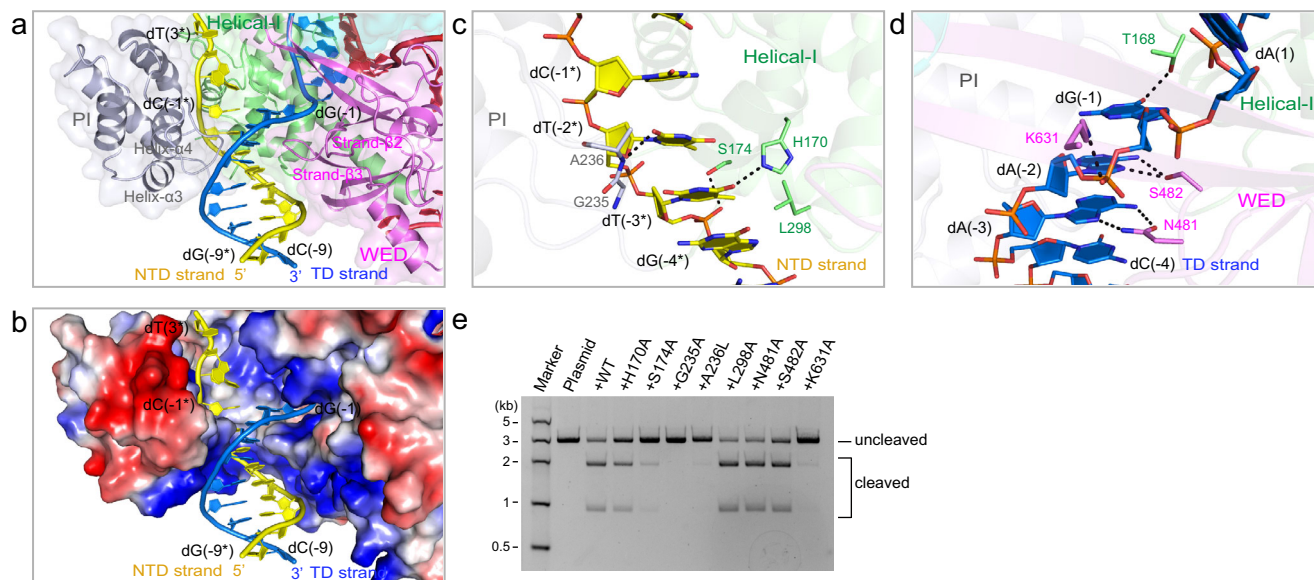 a
dT(3*)
Helical-I
dC(-1*)
dG(-1)
PI
Helix-α4
Strand-β2
Strand-β3
Helix-α3
WED
dG(-9*)
dC(-9)
NTD strand 5'
3' TD strand
b
dT(3*)
dC(-1*)
dG(-1)
dG(-9*)
dC(-9)
NTD strand 5'
3' TD strand
c
dC(-1*)
Helical-I
PI
dT(-2*)
S174
H170
A236
G235
L298
dT(-3*)
dG(-4*)
NTD strand
d
T168
dA(1)
PI
dG(-1)
Helical-I
K631
dA(-2)
S482
WED
dA(-3)
N481
dC(-4)
TD strand
e
Marker
Plasmid
+WT
+H170A
+S174A
+G235A
+A236L
+L298A
+N481A
+S482A
+K631A
(kb)
5
3
2
1
0.5
uncleaved
cleaved